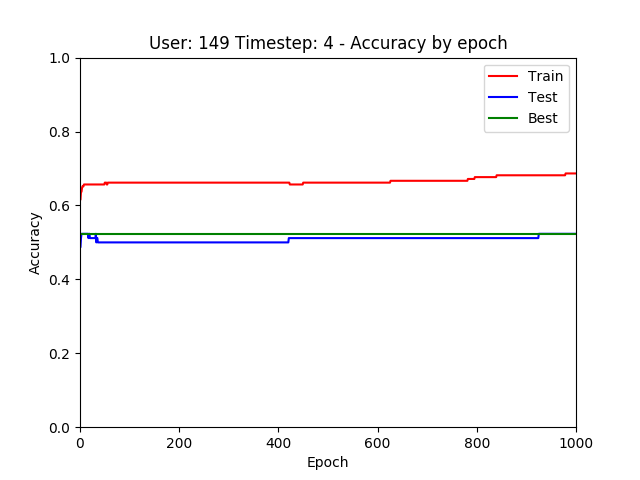 User: 149 Timestep: 4 - Accuracy by epoch
1.0
0.8
0.6
0.4
0.2
0.0
Accuracy
Train
Test
Best
0 200 400 600 800 1000
Epoch